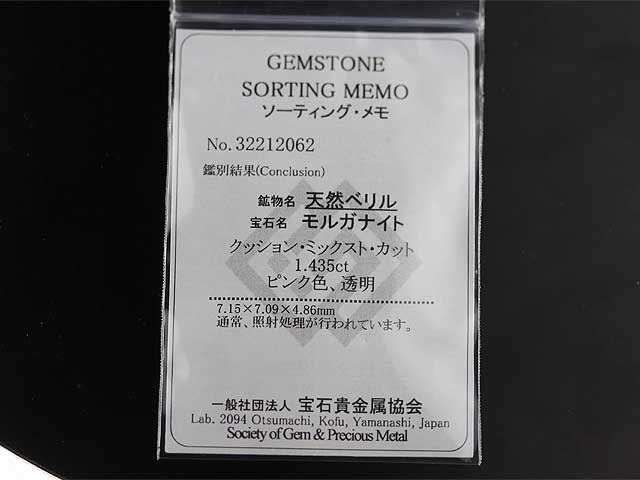 GEMSTONE
SORTING MEMO
ソーティング・メモ
No.32212062
鑑別結果(Conclusion)
鉱物名 天然ベリル
宝石名 モルガナイト
クッション・ミックスト・カット
1.435ct
ピンク色、透明
7.15×7.09×4.86mm
通常、照射処理が行われています。
一般社団法人 宝石貴金属協会
Lab. 2094 Otsumachi, Kofu, Yamanashi, Japan
Society of Gem & Precious Metal